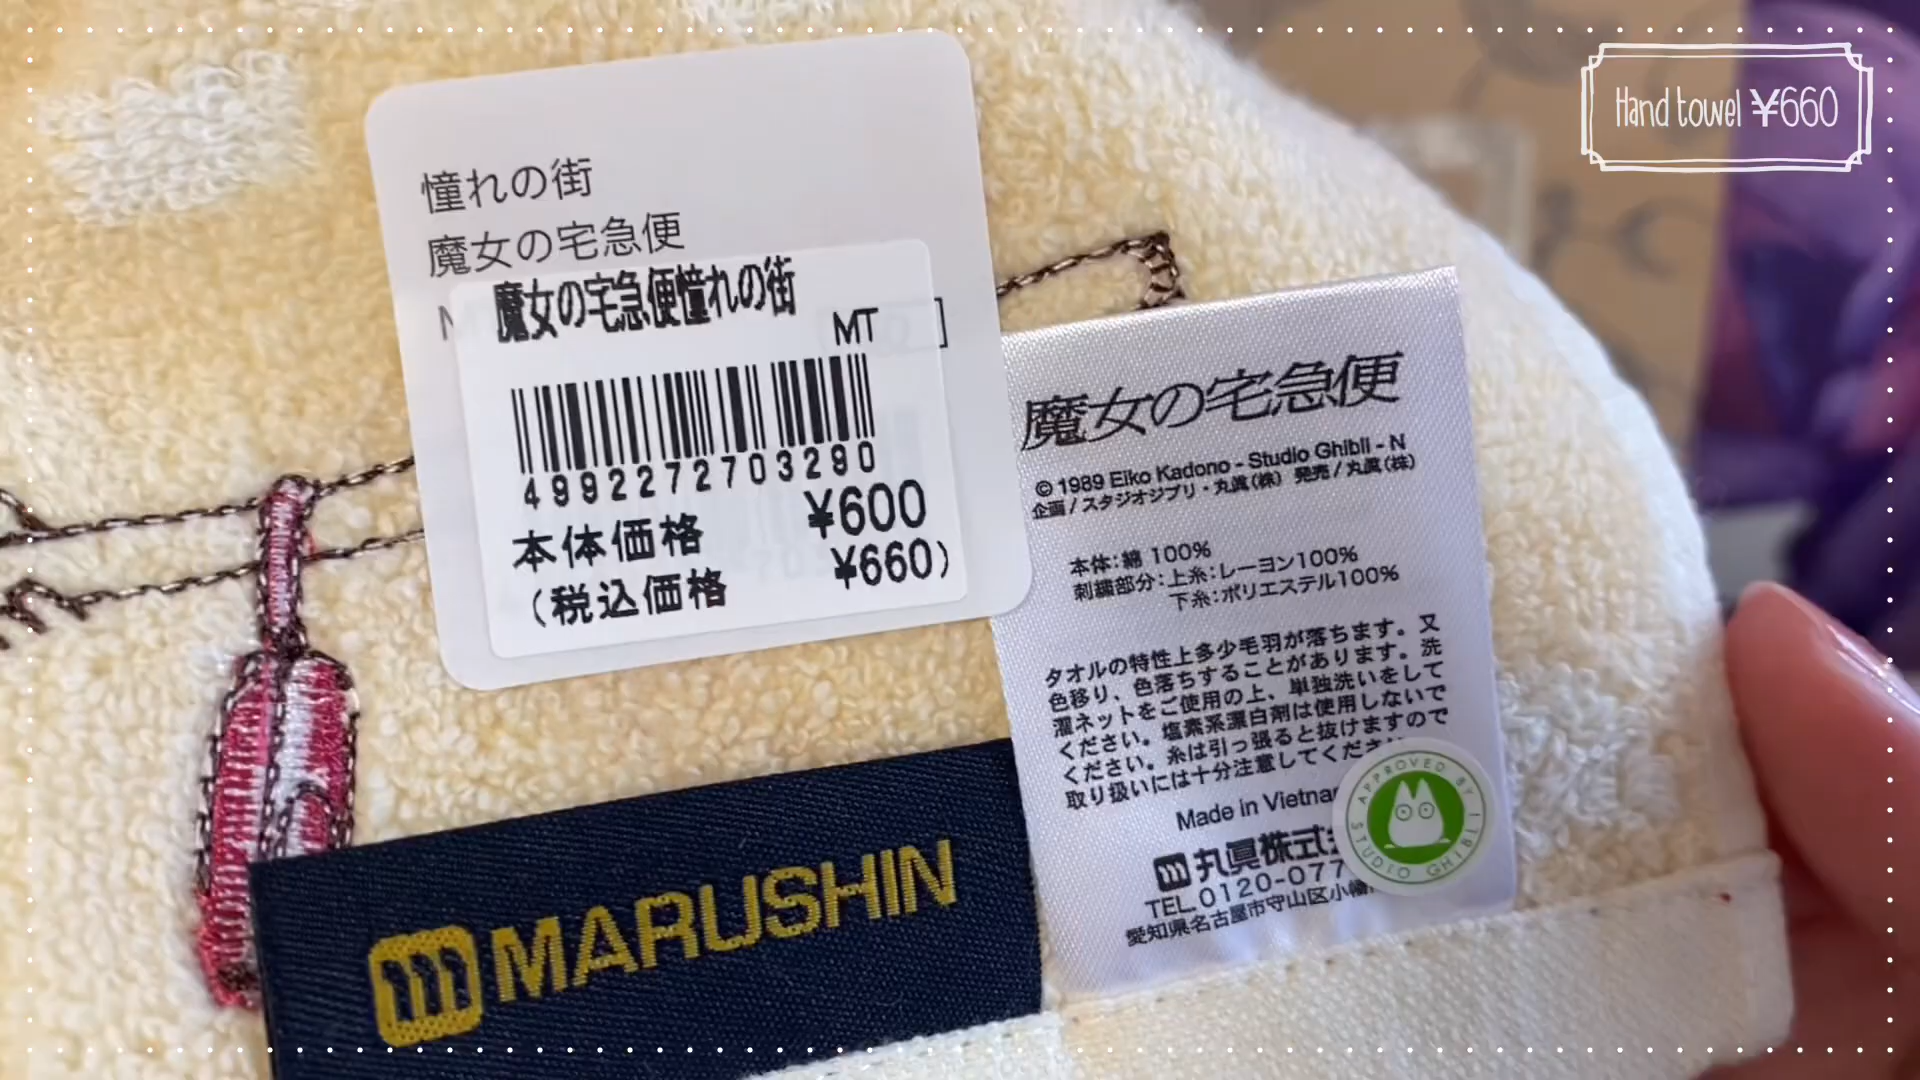 Hand towel ¥660
憧れの街
魔女の宅急便
魔女の宅急便憧れの街
MT
4992272703290
本体価格 ¥600
(税込価格 ¥660)
魔女の宅急便
© 1989 Eiko Kadono - Studio Ghibli - N
企画/スタジオジブリ・丸眞(株) 発売/丸眞(株)
本体:綿 100%
刺繍部分:上糸:レーヨン100%
下糸:ポリエステル100%
タオルの特性上多少毛羽が落ちます。又
色移り、色落ちすることがあります。洗
濯ネットをご使用の上、単独洗いをして
ください。塩素系漂白剤は使用しないで
ください。糸は引っ張ると抜けますので
取り扱いには十分注意してくださ
Made in Vietna
丸眞株式
TEL.0120-077
愛知県名古屋市守山区小幡
APPROVED BY STUDIO GHIBLI
MARUSHIN